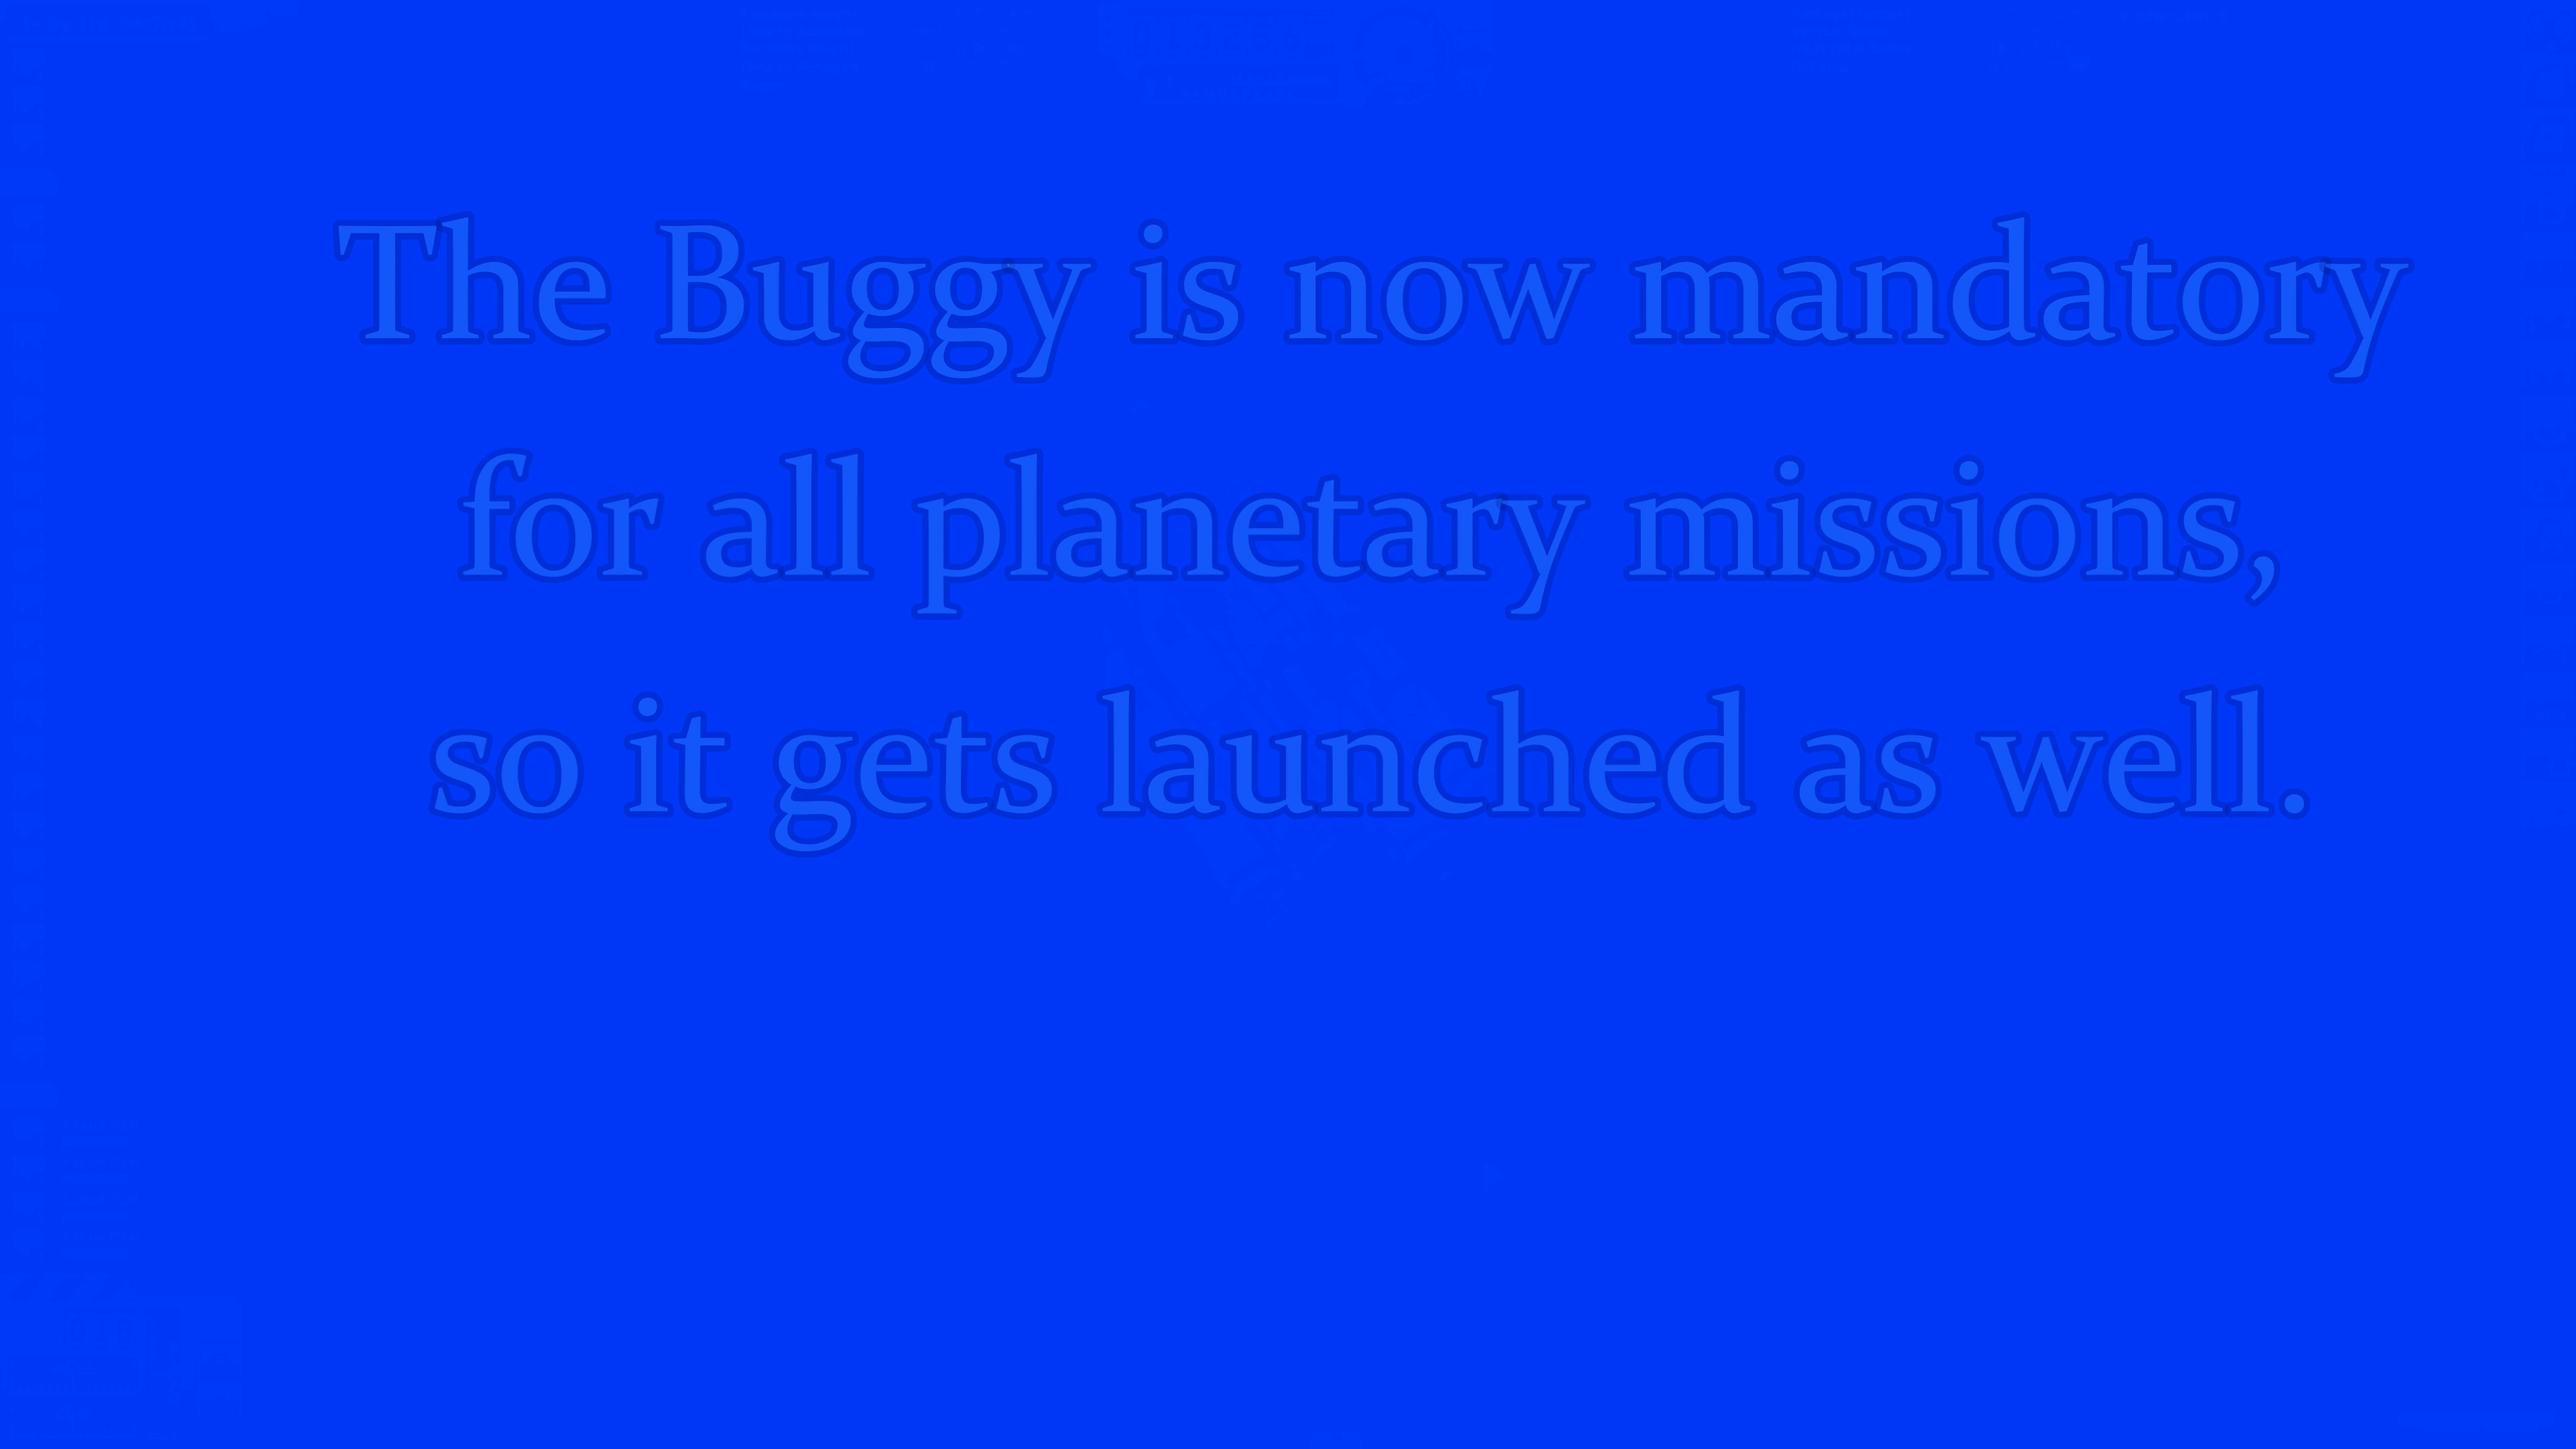 The Buggy is now mandatory
for all planetary missions,
so it gets launched as well.